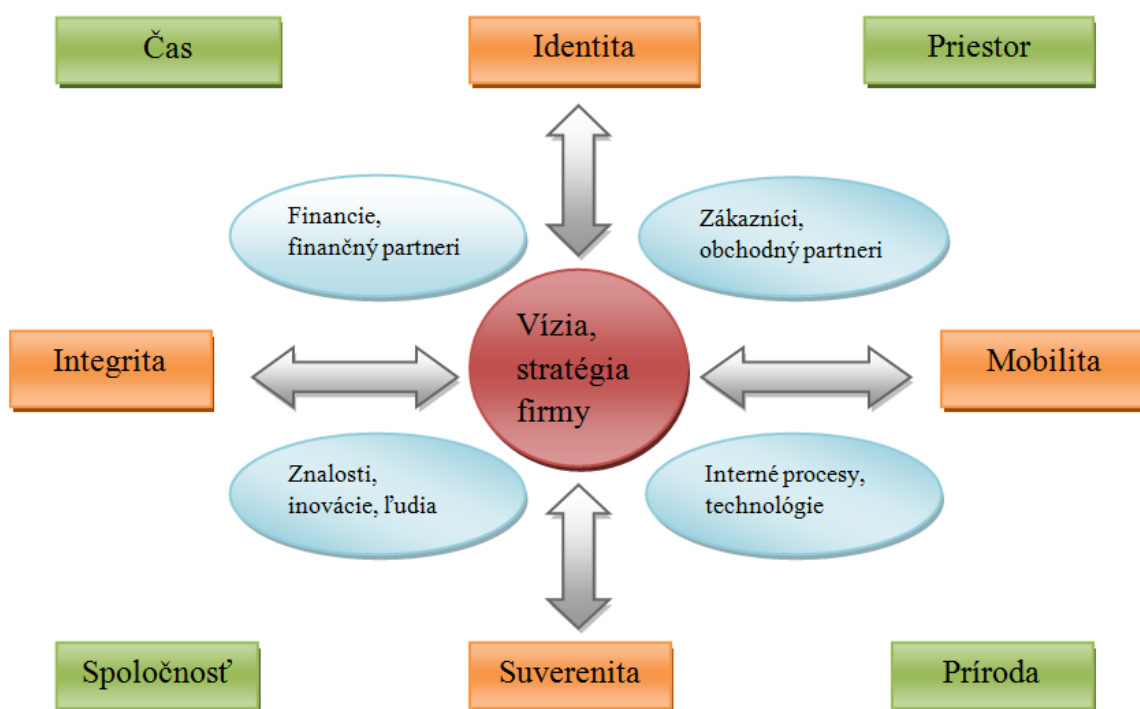 Čas
Identita
Priestor
Financie,
finančný partneri
Zákazníci,
obchodný partneri
Integrita
Vízia,
stratégia
firmy
Mobilita
Znalosti,
inovácie, ľudia
Interné procesy,
technológie
Spoločnosť
Suverenita
Príroda